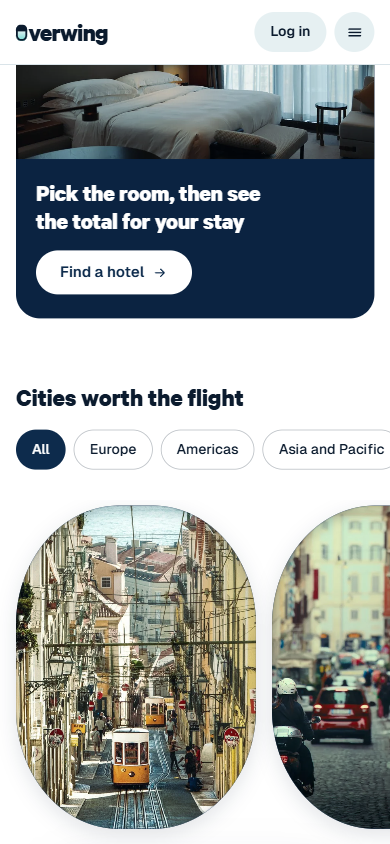 Overwing
Log in
Pick the room, then see
the total for your stay
Find a hotel →
Cities worth the flight
All
Europe
Americas
Asia and Pacific